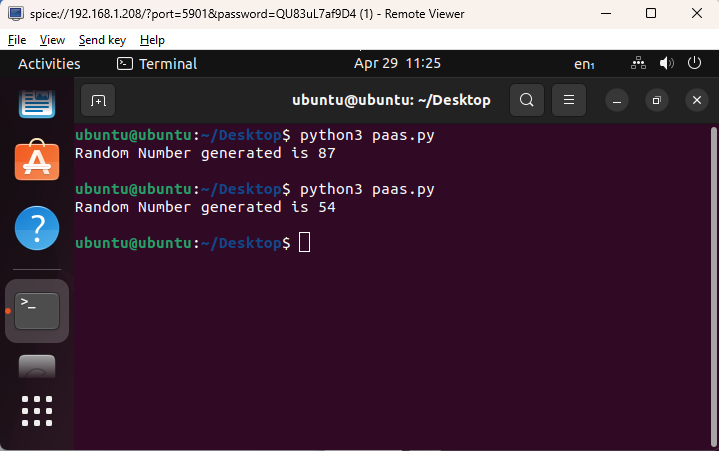 spice://192.168.1.208/?port=5901&password=QU83uL7af9D4 (1) - Remote Viewer
File View Send key Help
Activities Terminal Apr 29 11:25 en₁
ubuntu@ubuntu: ~/Desktop
ubuntu@ubuntu:~/Desktop$ python3 paas.py
Random Number generated is 87
ubuntu@ubuntu:~/Desktop$ python3 paas.py
Random Number generated is 54
ubuntu@ubuntu:~/Desktop$